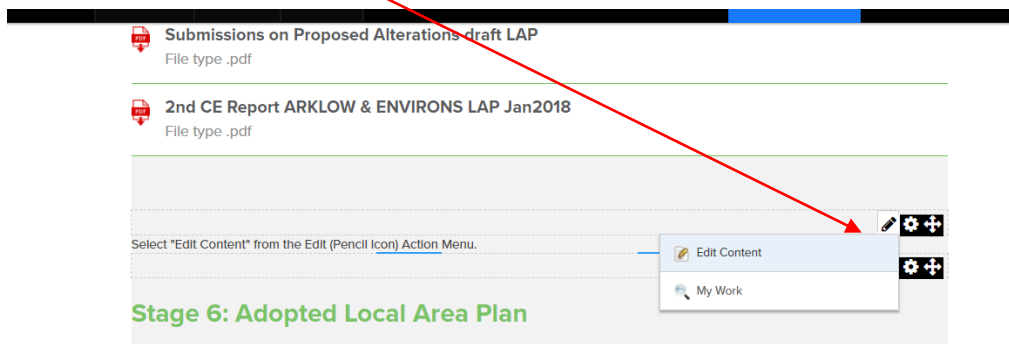 Submissions on Proposed Alterations draft LAP
File type .pdf
PDF
2nd CE Report ARKLOW & ENVIRONS LAP Jan2018
File type .pdf
PDF
Select "Edit Content" from the Edit (Pencil Icon) Action Menu.
Edit Content
My Work
Stage 6: Adopted Local Area Plan